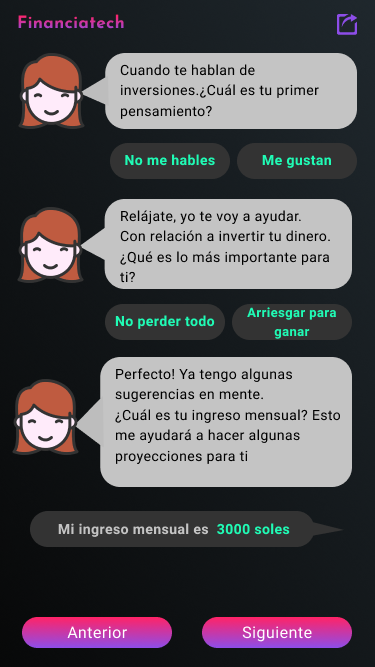 Financiatech
Cuando te hablan de
inversiones.¿Cuál es tu primer
pensamiento?
No me hables
Me gustan
Relájate, yo te voy a ayudar.
Con relación a invertir tu dinero.
¿Qué es lo más importante para
ti?
No perder todo
Arriesgar para
ganar
Perfecto! Ya tengo algunas
sugerencias en mente.
¿Cuál es tu ingreso mensual? Esto
me ayudará a hacer algunas
proyecciones para ti
Mi ingreso mensual es 3000 soles
Anterior
Siguiente